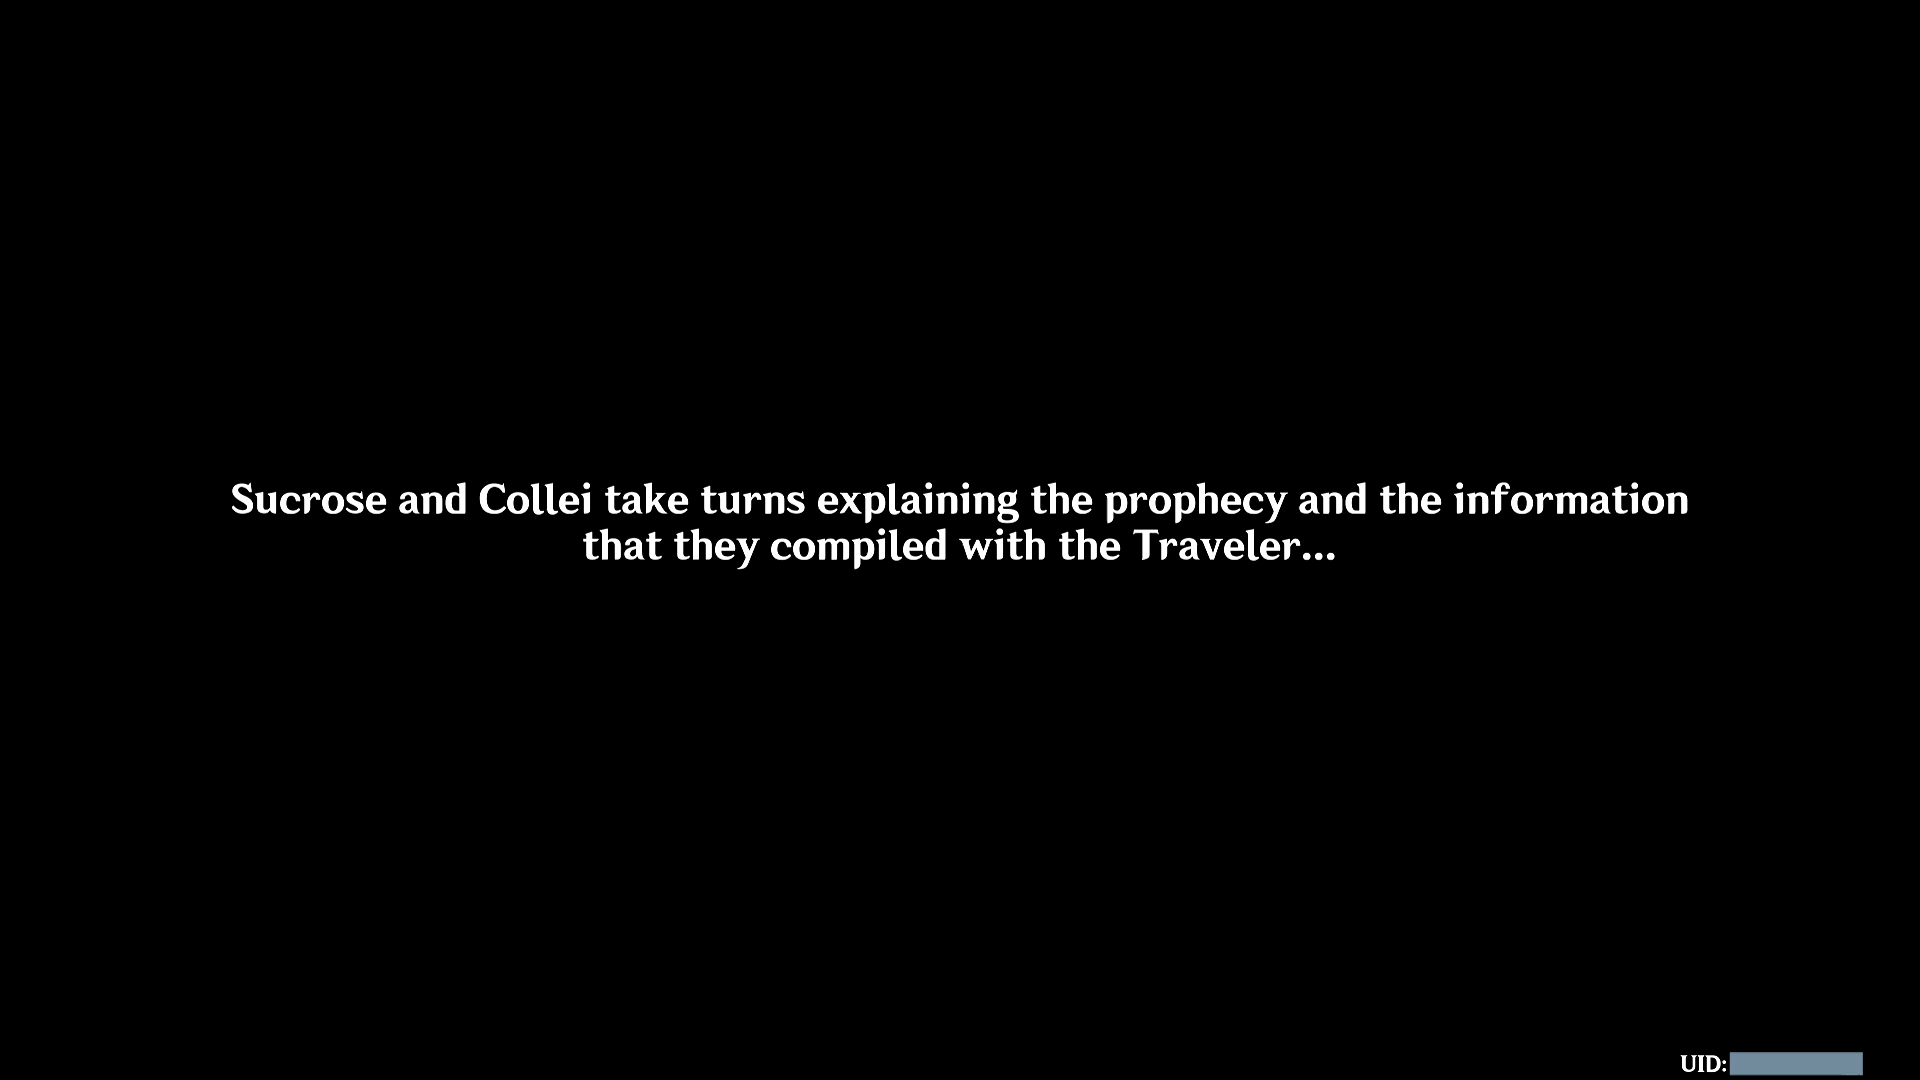 Sucrose and Collei take turns explaining the prophecy and the information
that they compiled with the Traveler...
UID: